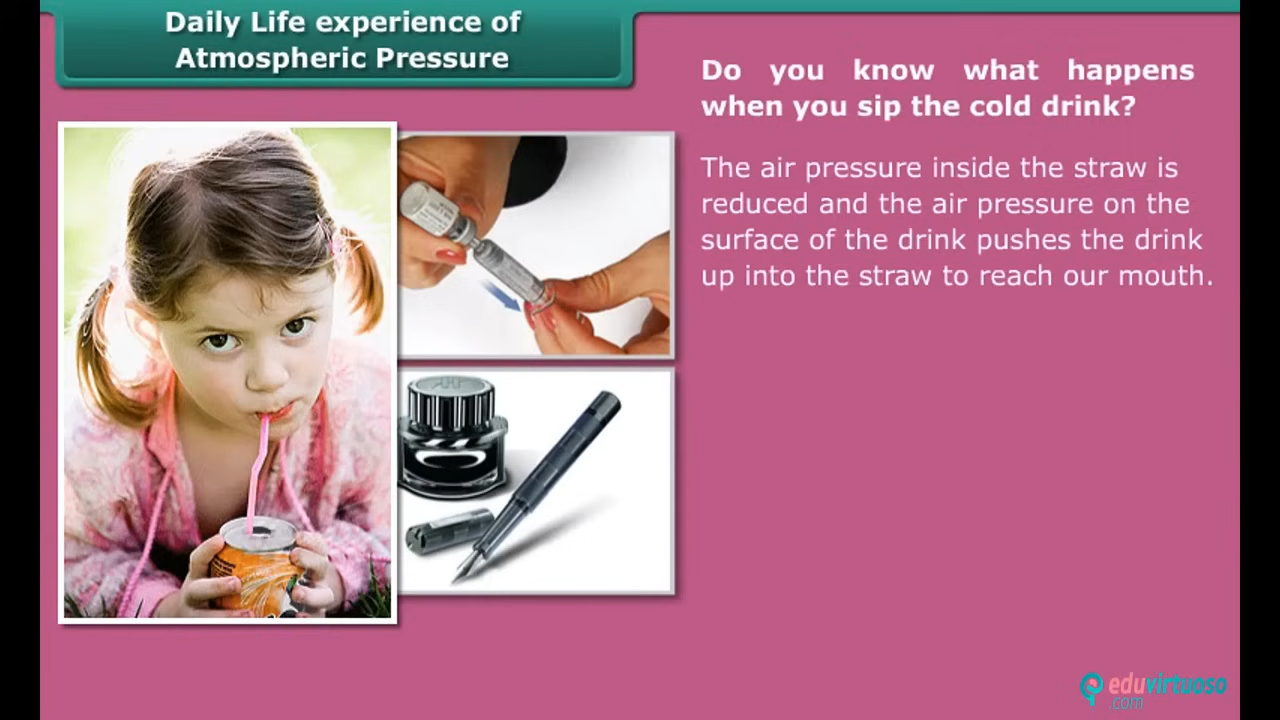 Daily Life experience of
Atmospheric Pressure
Do you know what happens
when you sip the cold drink?
The air pressure inside the straw is
reduced and the air pressure on the
surface of the drink pushes the drink
up into the straw to reach our mouth.
eduvirtuoso
.com